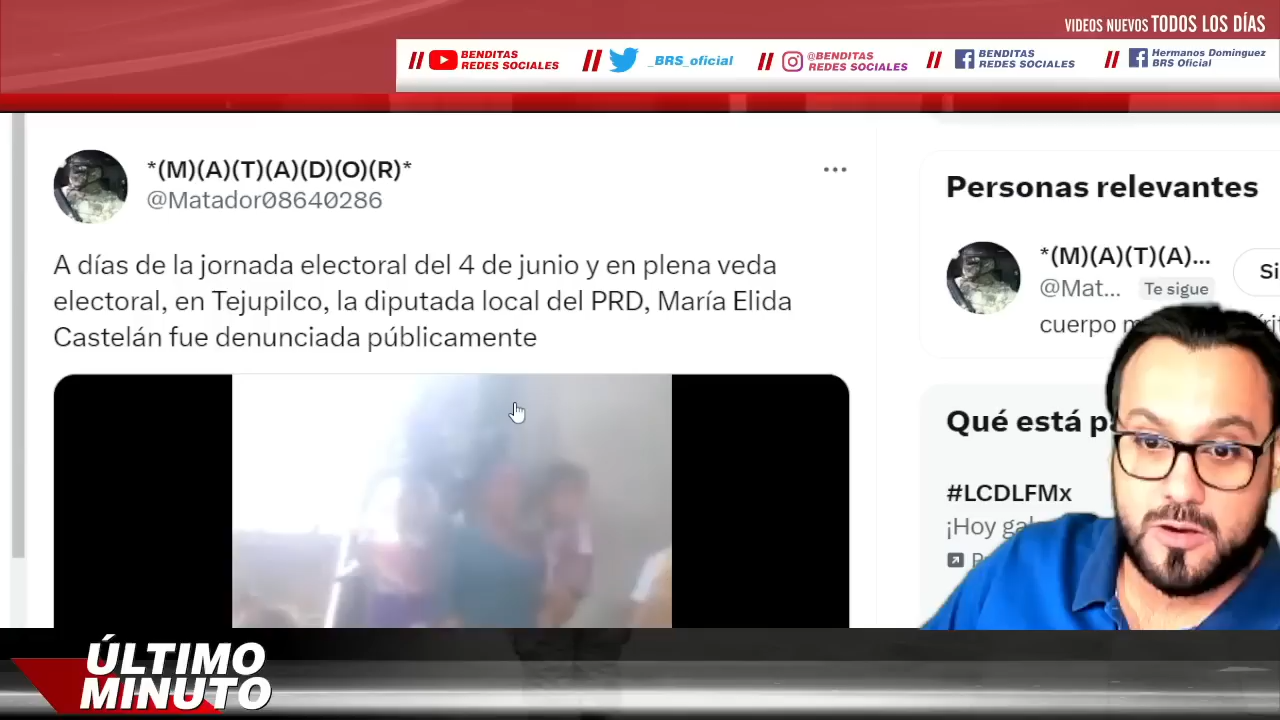 VIDEOS NUEVOS TODOS LOS DÍAS
// BENDITAS REDES SOCIALES
// _BRS_oficial
// @BENDITAS REDES SOCIALES
// BENDITAS REDES SOCIALES
// Hermanos Dominguez BRS Oficial
*(M)(A)(T)(A)(D)(O)(R)*
@Matador08640286
A días de la jornada electoral del 4 de junio y en plena veda
electoral, en Tejupilco, la diputada local del PRD, María Elida
Castelán fue denunciada públicamente
Personas relevantes
*(M)(A)(T)(A)...
@Mat... Te sigue
cuerpo
Qué está
#LCDLFMx
¡Hoy
ÚLTIMO
MINUTO